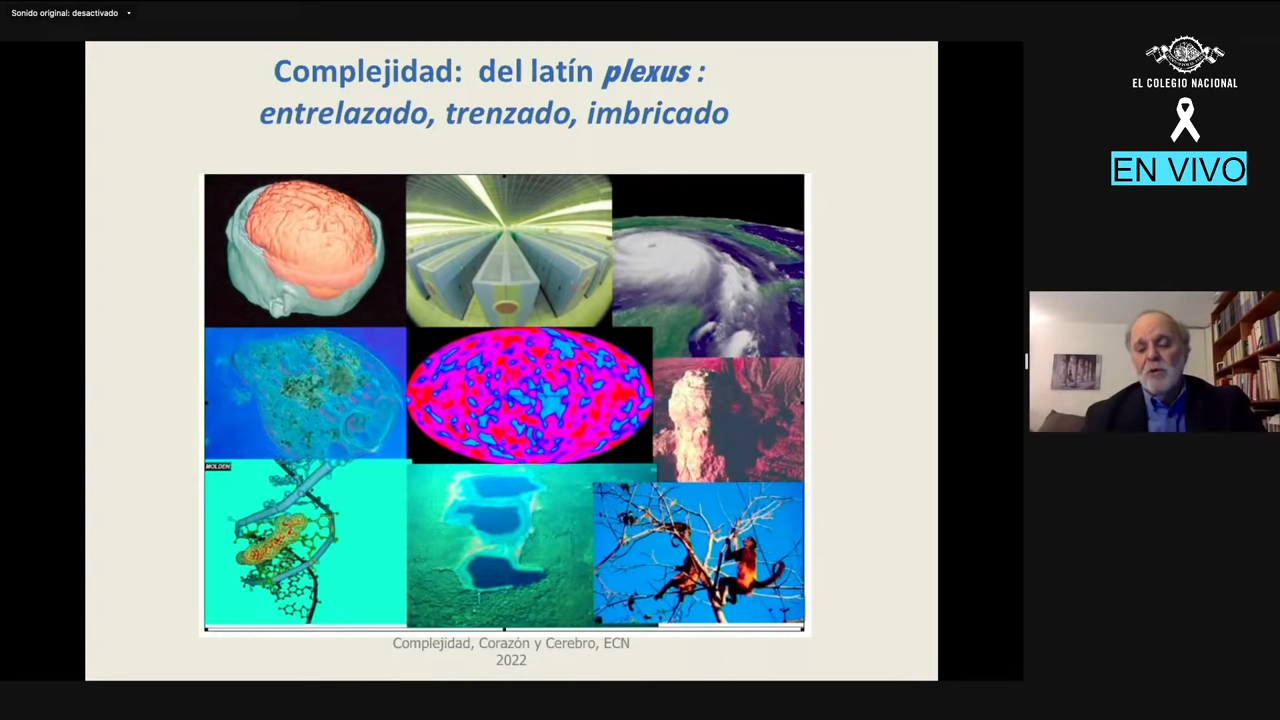 Sonido original: desactivado
Complejidad: del latín plexus :
entrelazado, trenzado, imbricado
EL COLEGIO NACIONAL
EN VIVO
MOLDEN
Complejidad, Corazón y Cerebro, ECN
2022